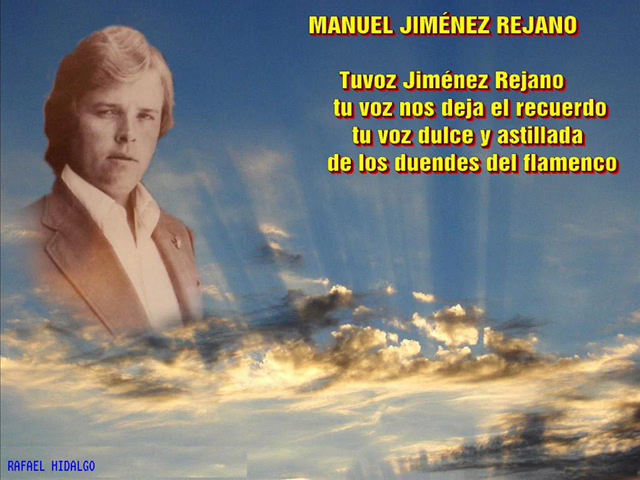 MANUEL JIMÉNEZ REJANO
Tuvoz Jiménez Rejano
tu voz nos deja el recuerdo
tu voz dulce y astillada
de los duendes del flamenco
RAFAEL HIDALGO